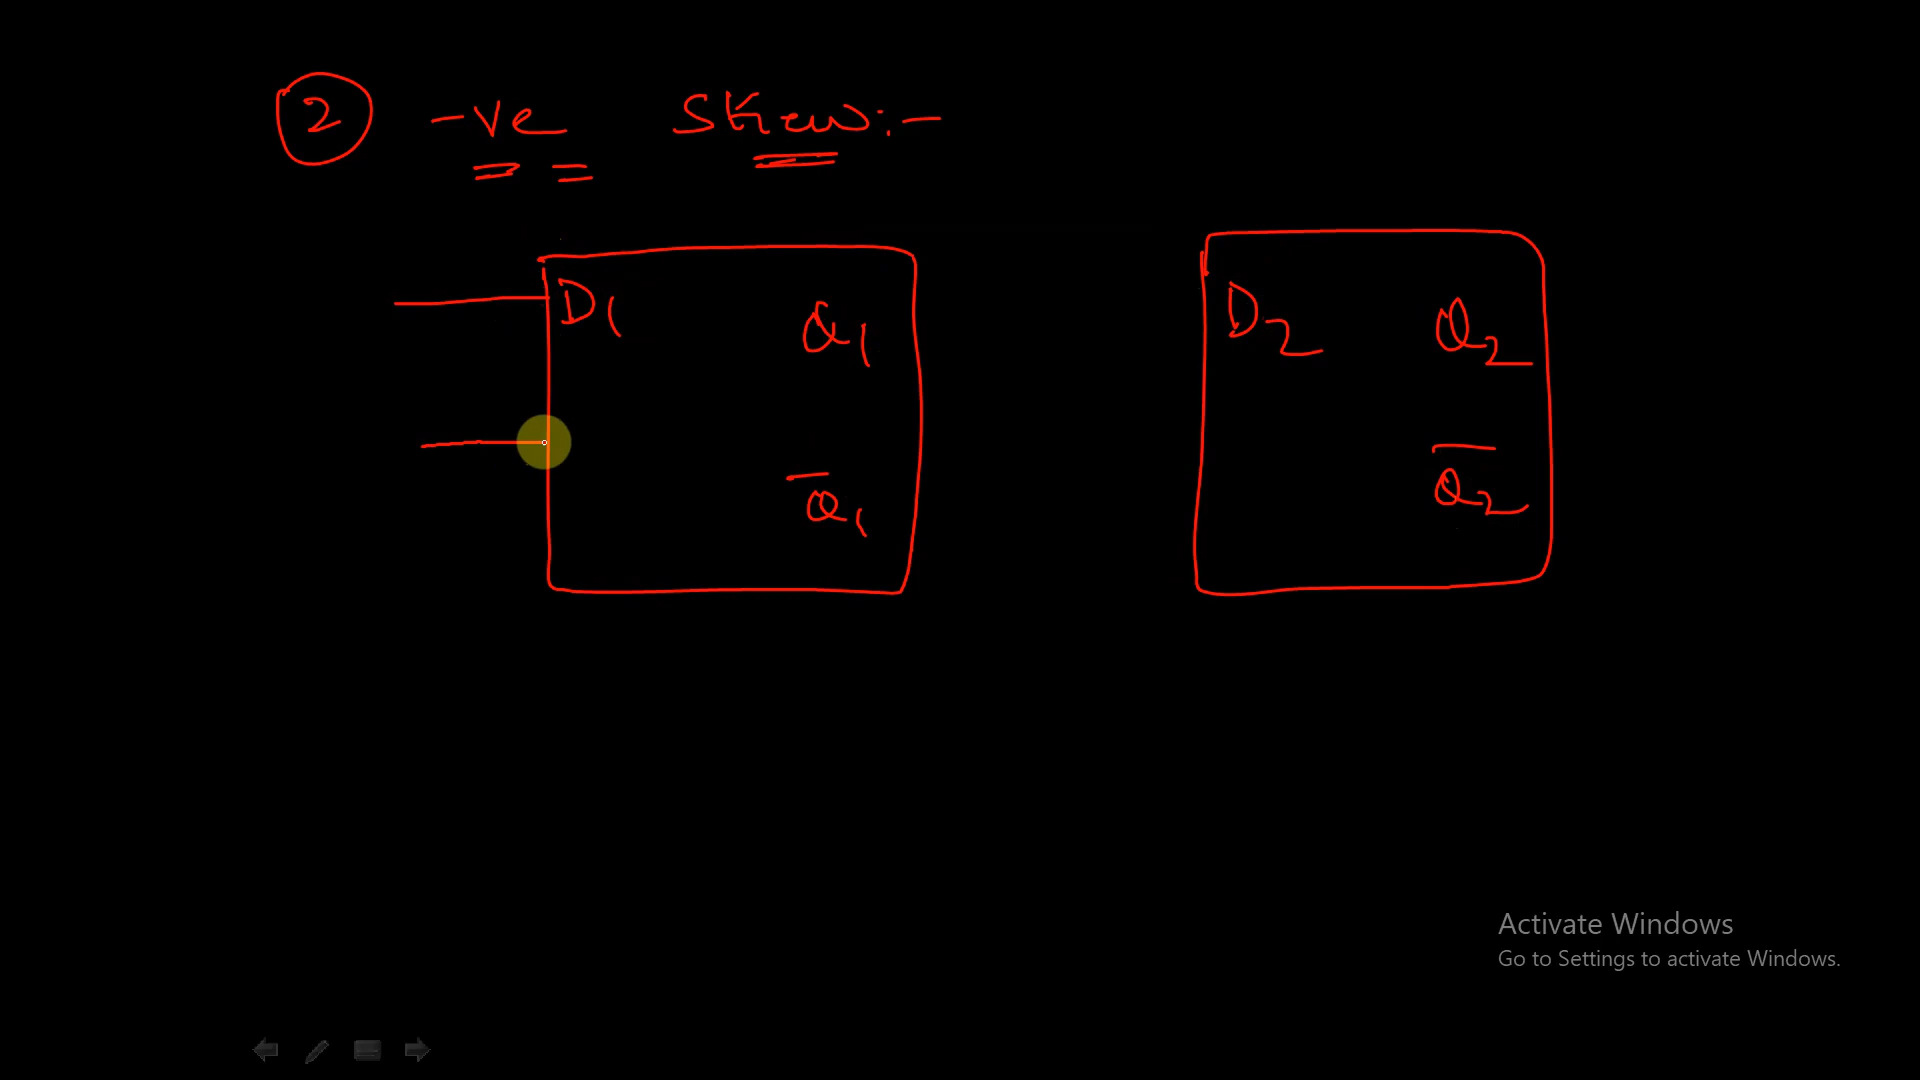 2 -ve Skew:-
D1 Q1 D2 Q2
Q̅1 Q̅2
Activate Windows
Go to Settings to activate Windows.